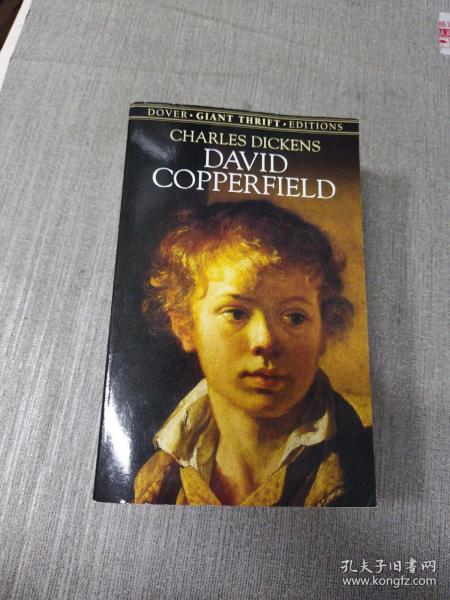 DOVER · GIANT THRIFT · EDITIONS
CHARLES DICKENS
DAVID
COPPERFIELD
孔夫子旧书网
www.kongfz.com